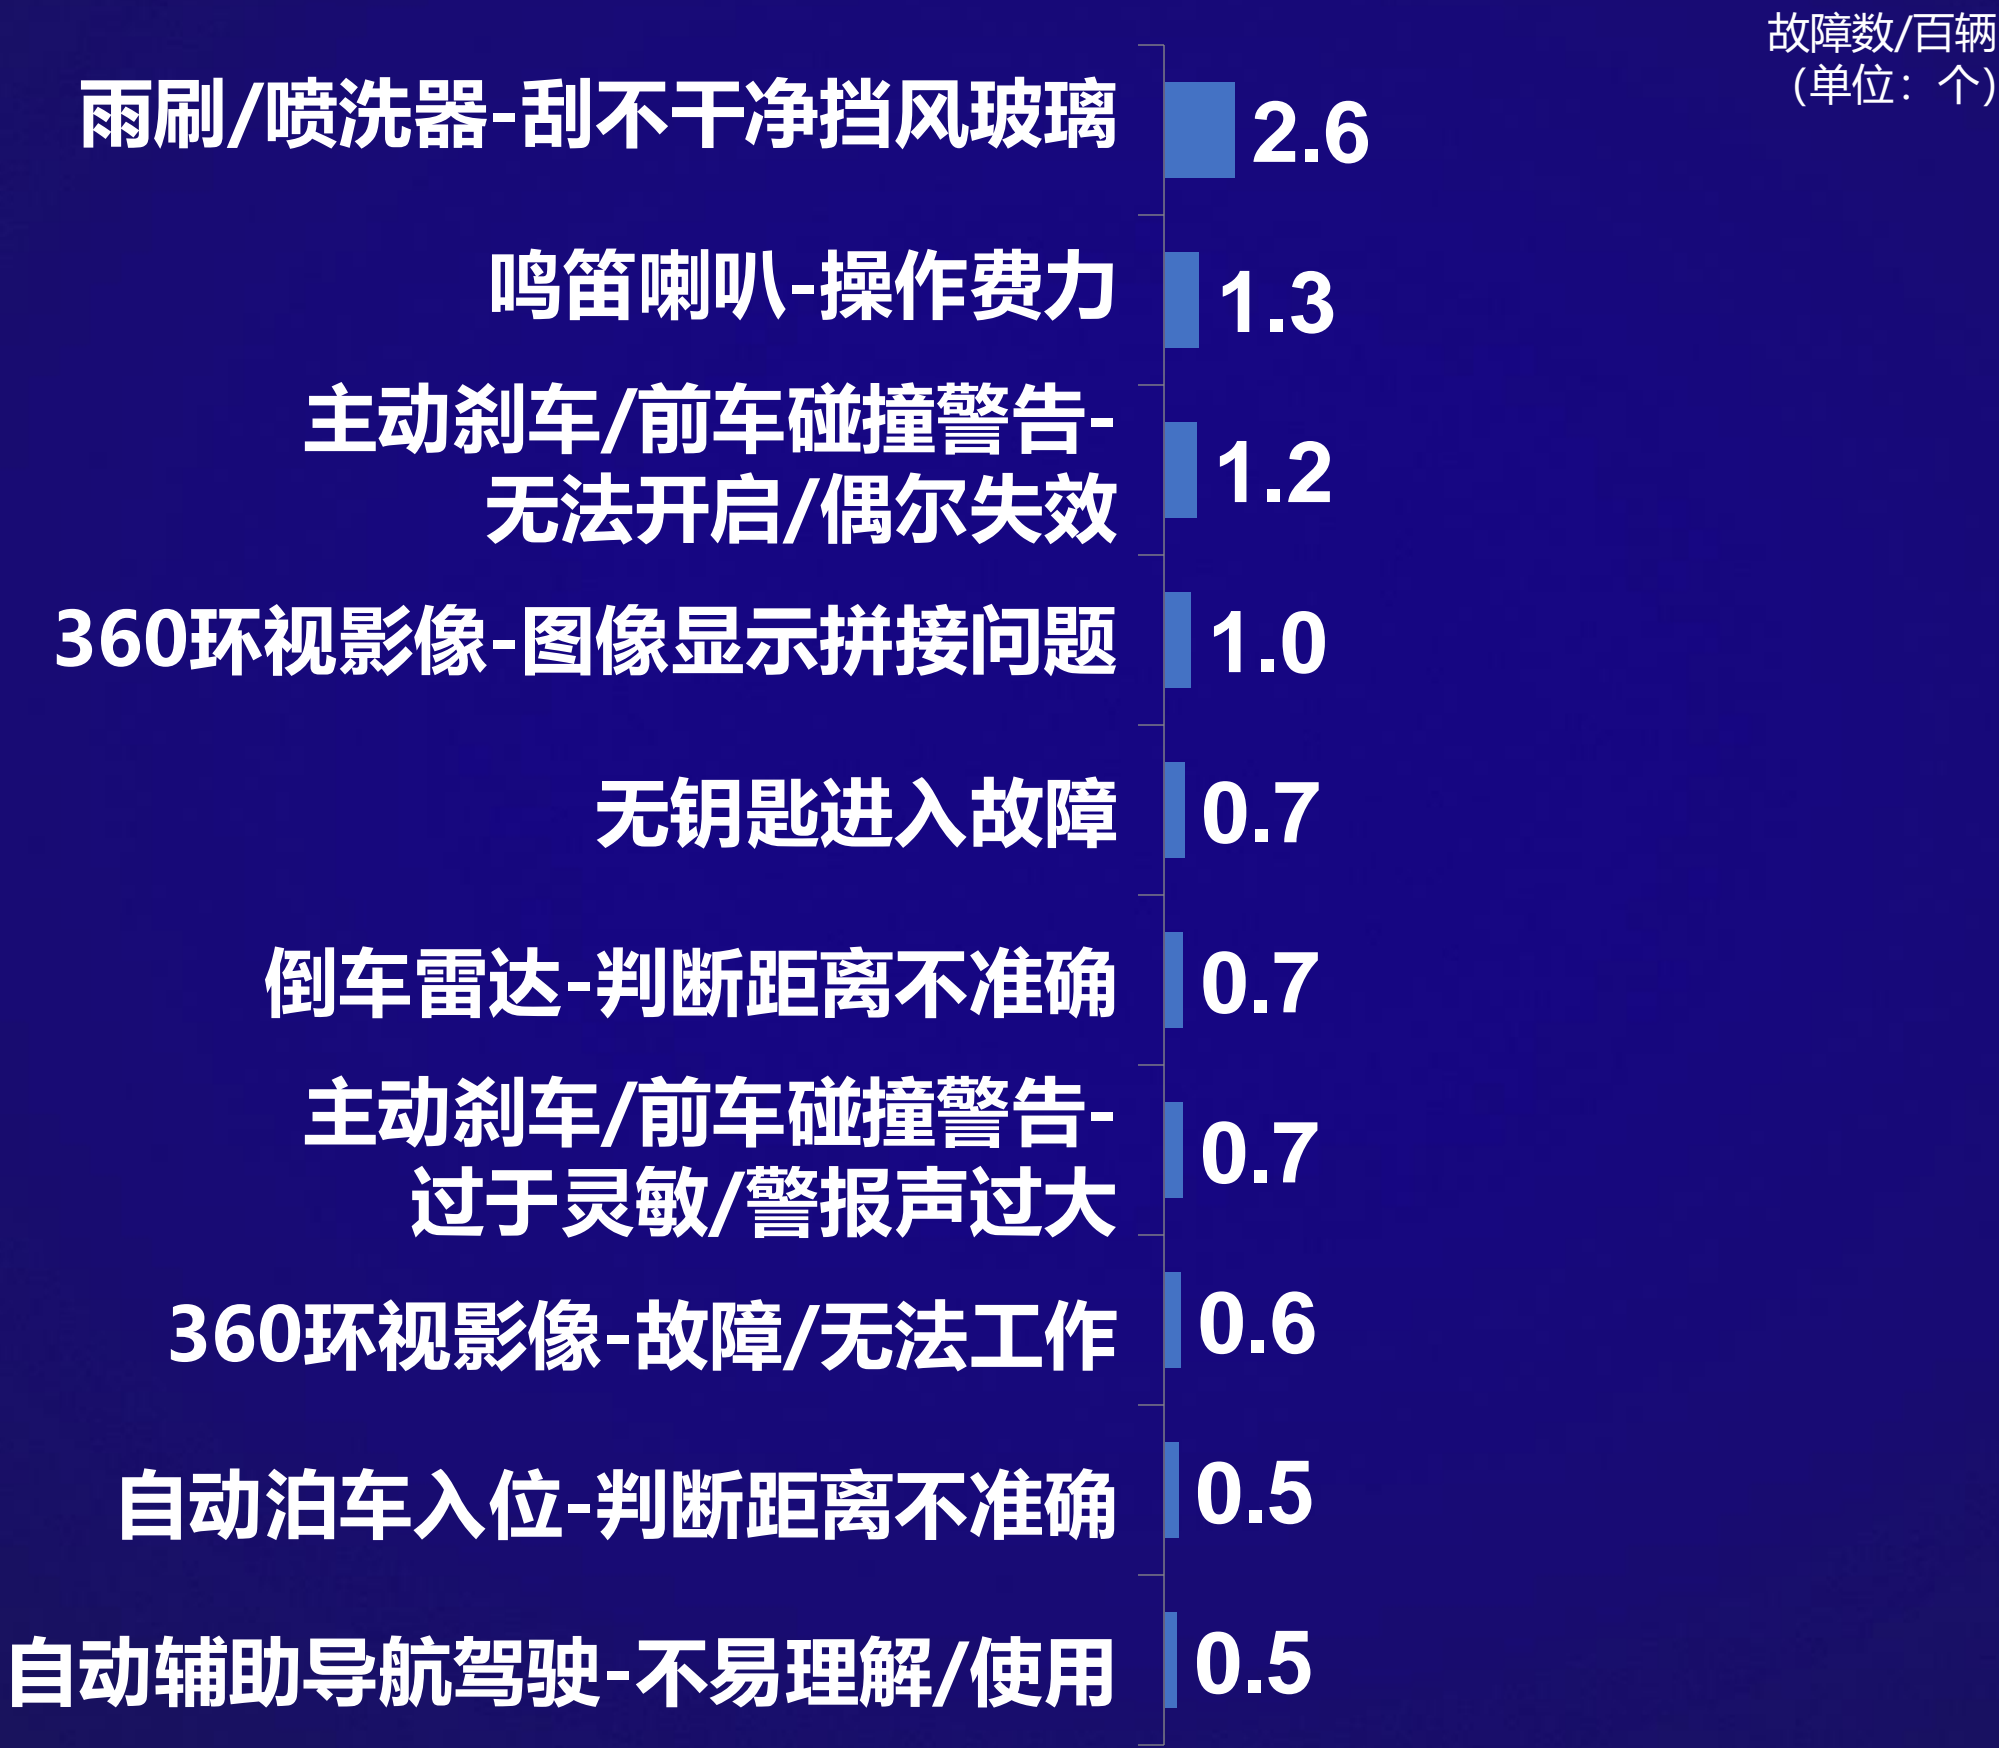 故障数/百辆
（单位：个）
雨刷/喷洗器-刮不干净挡风玻璃
2.6
鸣笛喇叭-操作费力
1.3
主动刹车/前车碰撞警告-
无法开启/偶尔失效
1.2
360环视影像-图像显示拼接问题
1.0
无钥匙进入故障
0.7
倒车雷达-判断距离不准确
0.7
主动刹车/前车碰撞警告-
过于灵敏/警报声过大
0.7
360环视影像-故障/无法工作
0.6
自动泊车入位-判断距离不准确
0.5
自动辅助导航驾驶-不易理解/使用
0.5